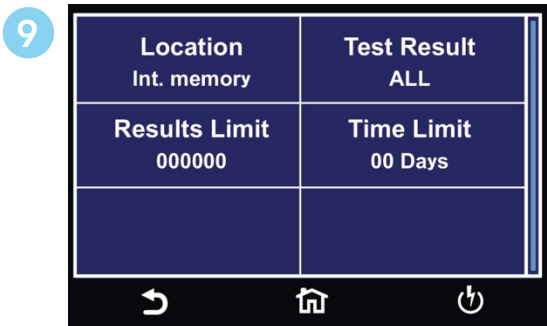 9
Location
Int. memory
Test Result
ALL
Results Limit
000000
Time Limit
00 Days